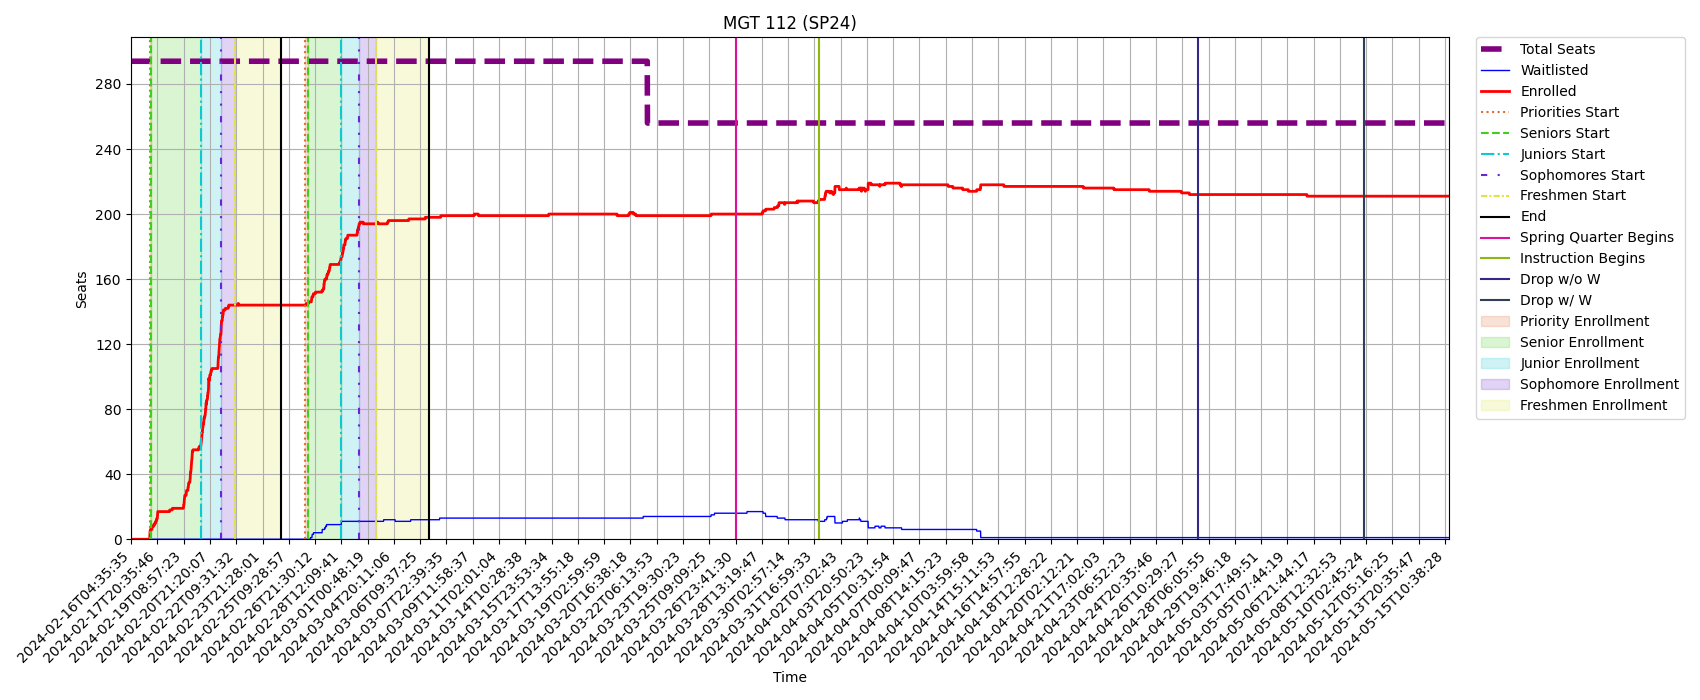 MGT 112 (SP24)
Seats
280
240
200
160
120
80
40
0
2024-02-16T04:35:35
2024-02-17T20:35:46
2024-02-19T08:57:23
2024-02-20T21:20:07
2024-02-22T09:31:32
2024-02-23T21:28:01
2024-02-25T09:28:57
2024-02-26T21:30:12
2024-02-28T12:09:41
2024-03-01T00:48:19
2024-03-04T20:11:06
2024-03-06T09:37:25
2024-03-07T22:39:35
2024-03-09T11:58:37
2024-03-11T02:01:04
2024-03-14T10:28:38
2024-03-15T23:53:34
2024-03-17T13:55:18
2024-03-19T02:59:59
2024-03-20T16:38:18
2024-03-22T06:13:53
2024-03-23T19:30:23
2024-03-25T09:09:25
2024-03-26T23:41:30
2024-03-28T13:19:47
2024-03-30T02:57:14
2024-03-31T16:59:33
2024-04-02T07:02:43
2024-04-03T20:50:23
2024-04-05T10:31:54
2024-04-07T00:09:47
2024-04-08T14:15:23
2024-04-10T03:59:58
2024-04-14T15:11:53
2024-04-16T14:57:55
2024-04-18T12:28:22
2024-04-20T02:12:21
2024-04-21T17:02:03
2024-04-23T06:52:23
2024-04-24T20:35:46
2024-04-26T10:29:27
2024-04-28T06:05:55
2024-04-29T19:46:18
2024-05-03T17:49:51
2024-05-05T07:44:19
2024-05-06T21:44:17
2024-05-08T12:32:53
2024-05-10T02:45:24
2024-05-12T05:16:25
2024-05-13T20:35:47
2024-05-15T10:38:28
Time
Total Seats
Waitlisted
Enrolled
Priorities Start
Seniors Start
Juniors Start
Sophomores Start
Freshmen Start
End
Spring Quarter Begins
Instruction Begins
Drop w/o W
Drop w/ W
Priority Enrollment
Senior Enrollment
Junior Enrollment
Sophomore Enrollment
Freshmen Enrollment